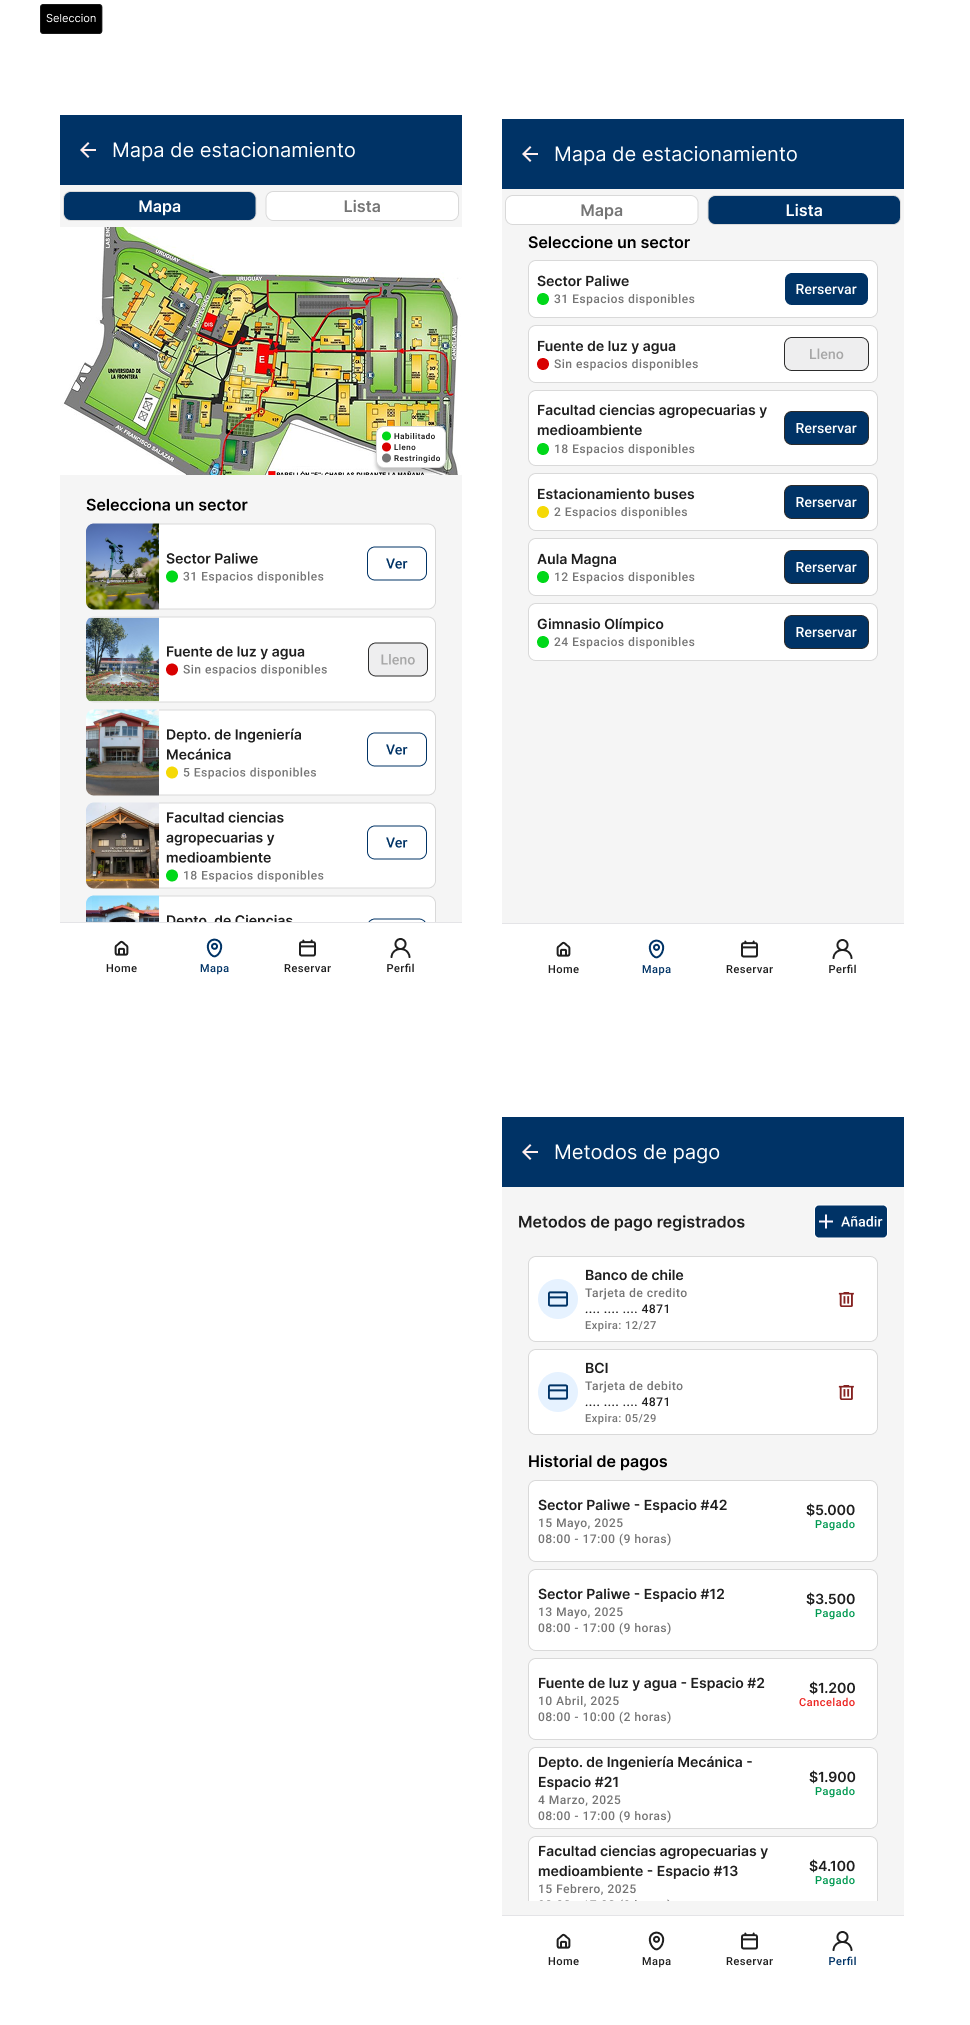 Seleccion
Mapa de estacionamiento
Mapa
Lista
URUGUAY
URUGUAY
UNIVERSIDAD DE
LA FRONTERA
AV. FRANCISCO SALAZAR
E
Habilitado
Lleno
Restringido
PABELLÓN "E": CHARLAS DURANTE LA MAÑANA
Selecciona un sector
Sector Paliwe
31 Espacios disponibles
Ver
Fuente de luz y agua
Sin espacios disponibles
Lleno
Depto. de Ingeniería
Mecánica
5 Espacios disponibles
Ver
Facultad ciencias
agropecuarias y
medioambiente
18 Espacios disponibles
Ver
Depto. de Ciencias
Home
Mapa
Reservar
Perfil
Mapa de estacionamiento
Mapa
Lista
Seleccione un sector
Sector Paliwe
31 Espacios disponibles
Rerservar
Fuente de luz y agua
Sin espacios disponibles
Lleno
Facultad ciencias agropecuarias y
medioambiente
18 Espacios disponibles
Rerservar
Estacionamiento buses
2 Espacios disponibles
Rerservar
Aula Magna
12 Espacios disponibles
Rerservar
Gimnasio Olímpico
24 Espacios disponibles
Rerservar
Home
Mapa
Reservar
Perfil
Metodos de pago
Metodos de pago registrados
Añadir
Banco de chile
Tarjeta de credito
.... .... .... 4871
Expira: 12/27
BCI
Tarjeta de debito
.... .... .... 4871
Expira: 05/29
Historial de pagos
Sector Paliwe - Espacio #42
15 Mayo, 2025
08:00 - 17:00 (9 horas)
$5.000
Pagado
Sector Paliwe - Espacio #12
13 Mayo, 2025
08:00 - 17:00 (9 horas)
$3.500
Pagado
Fuente de luz y agua - Espacio #2
10 Abril, 2025
08:00 - 10:00 (2 horas)
$1.200
Cancelado
Depto. de Ingeniería Mecánica -
Espacio #21
4 Marzo, 2025
08:00 - 17:00 (9 horas)
$1.900
Pagado
Facultad ciencias agropecuarias y
medioambiente - Espacio #13
15 Febrero, 2025
$4.100
Pagado
Home
Mapa
Reservar
Perfil